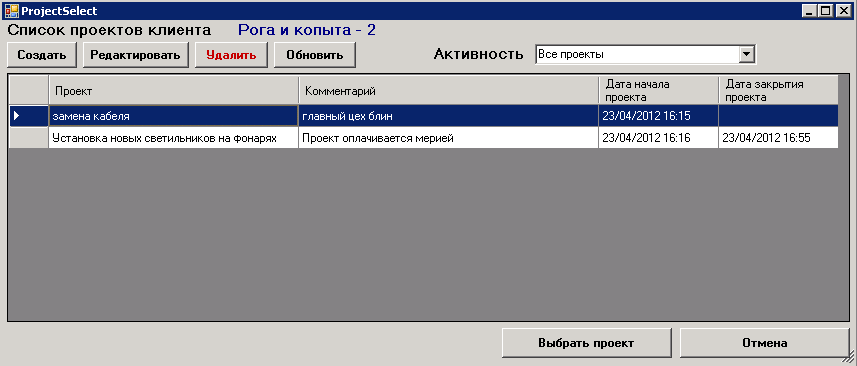 ProjectSelect
Список проектов клиента Рога и копыта - 2
Создать Редактировать Удалить Обновить Активность Все проекты
Проект Комментарий Дата начала проекта Дата закрытия проекта
замена кабеля главный цех блин 23/04/2012 16:15
Установка новых светильников на фонарях Проект оплачивается мерией 23/04/2012 16:16 23/04/2012 16:55
Выбрать проект Отмена